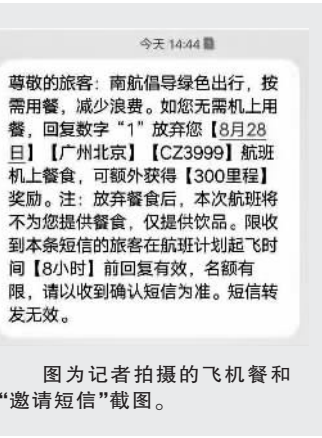 今天 14:44
尊敬的旅客：南航倡导绿色出行，按
需用餐，减少浪费。如您无需机上用
餐，回复数字“1”放弃您【8月28
日】【广州北京】【CZ3999】航班
机上餐食，可额外获得【300里程】
奖励。注：放弃餐食后，本次航班将
不为您提供餐食，仅提供饮品。限收
到本条短信的旅客在航班计划起飞时
间【8小时】前回复有效，名额有
限，请以收到确认短信为准。短信转
发无效。
图为记者拍摄的飞机餐和
“邀请短信”截图。